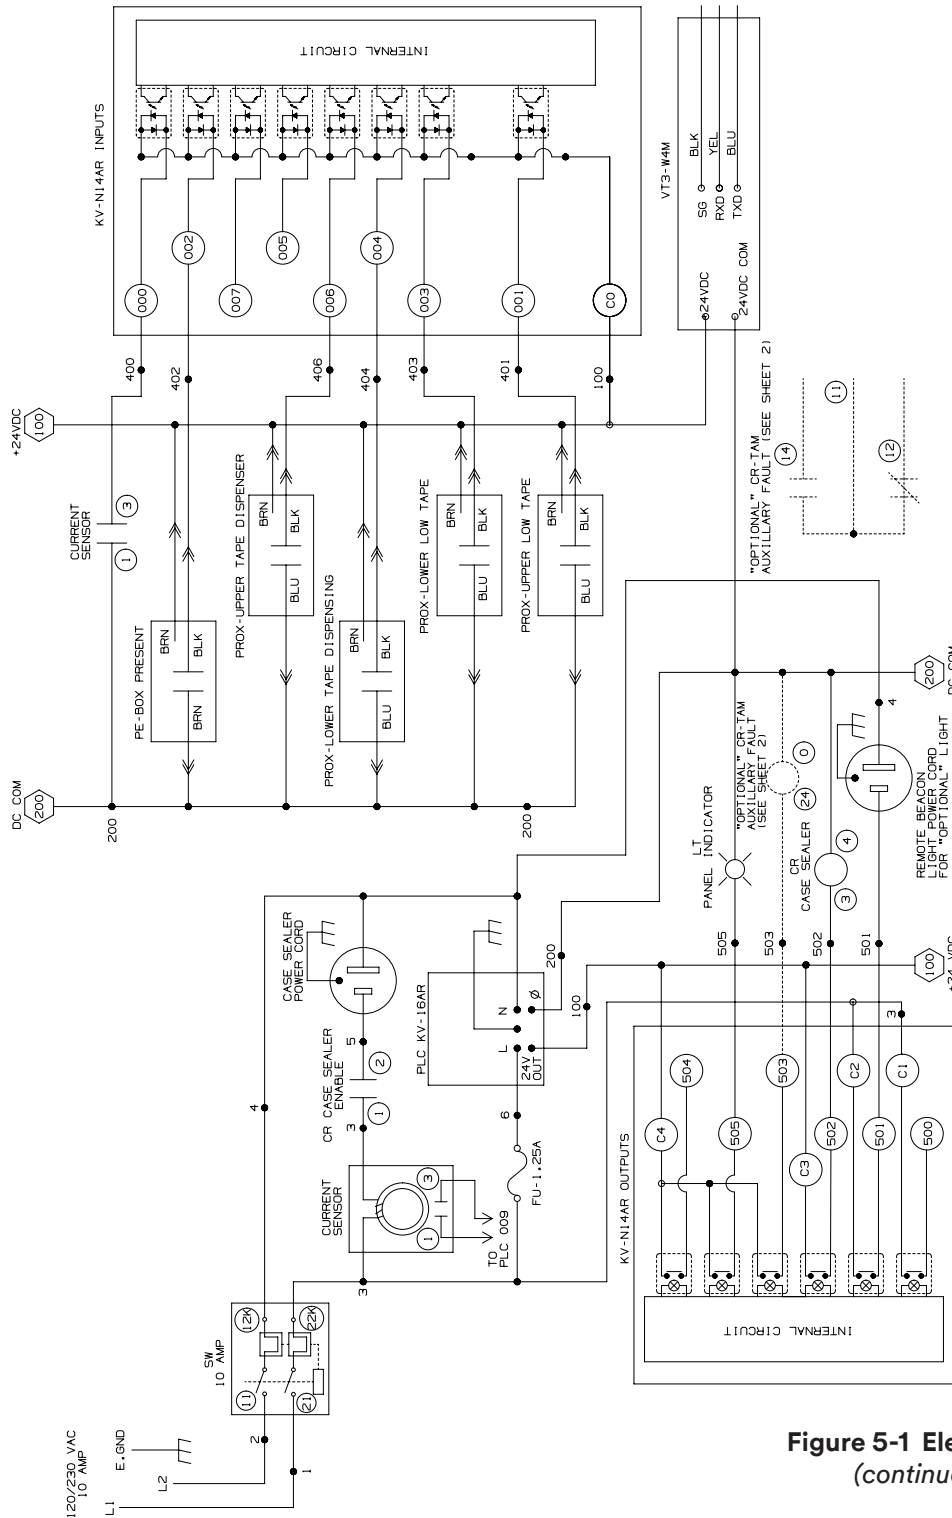 120/230 VAC
10 AMP
E.GND
L1
L2
1
2
SW
10 AMP
11
12K
21
22K
3
4
CURRENT
SENSOR
1
3
TO
PLC 009
3
CR CASE SEALER
ENABLE
1
2
5
CASE SEALER
POWER CORD
FU-1.25A
6
PLC KV-16AR
L
N
24V
OUT
Ø
100
200
DC COM
200
200
200
+24VDC
100
CURRENT
SENSOR
1
3
PE-BOX PRESENT
BRN
BRN
BLK
PROX-UPPER TAPE DISPENSER
BRN
BLU
BLK
PROX-LOWER TAPE DISPENSING
BRN
BLU
BLK
PROX-LOWER LOW TAPE
BRN
BLU
BLK
PROX-UPPER LOW TAPE
BRN
BLU
BLK
400
402
406
404
403
401
100
KV-N14AR INPUTS
000
002
007
005
006
004
003
001
C0
INTERNAL CIRCUIT
VT3-W4M
+24VDC
24VDC COM
SG
RXD
TXD
BLK
YEL
BLU
"OPTIONAL" CR-TAM
AUXILLARY FAULT (SEE SHEET 2)
14
11
12
KV-N14AR OUTPUTS
INTERNAL
CIRCUIT
C4
504
505
503
C3
502
C2
501
C1
500
3
100
+24 VDC
505
503
502
501
LT
PANEL INDICATOR
"OPTIONAL" CR-TAM
AUXILLARY FAULT
(SEE SHEET 2)
24
0
CR
CASE SEALER
3
4
REMOTE BEACON
LIGHT POWER CORD
FOR "OPTIONAL" LIGHT
4
200
DC COM
Figure 5-1 Ele
(continu